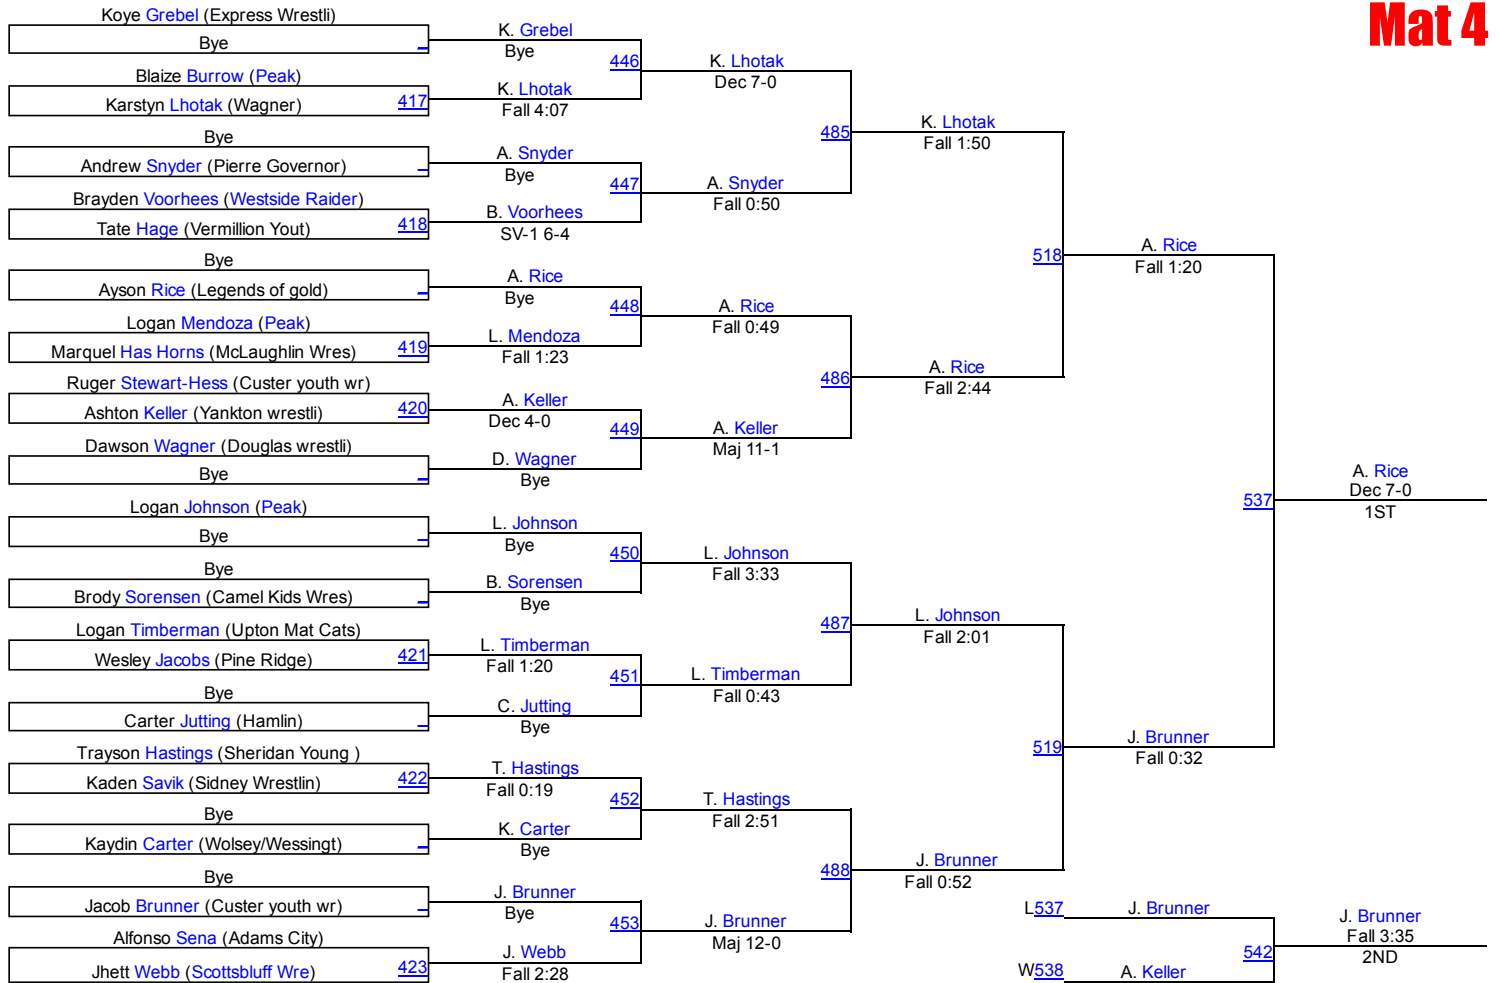 Mat 4
Koye Grebel (Express Wrestli)
Bye
Blaize Burrow (Peak)
Karstyn Lhotak (Wagner)
417
Bye
Andrew Snyder (Pierre Governor)
Brayden Voorhees (Westside Raider)
Tate Hage (Vermillion Yout)
418
Bye
Ayson Rice (Legends of gold)
Logan Mendoza (Peak)
Marquel Has Horns (McLaughlin Wres)
419
Ruger Stewart-Hess (Custer youth wr)
Ashton Keller (Yankton wrestli)
420
Dawson Wagner (Douglas wrestli)
Bye
Logan Johnson (Peak)
Bye
Bye
Brody Sorensen (Camel Kids Wres)
Logan Timberman (Upton Mat Cats)
Wesley Jacobs (Pine Ridge)
421
Bye
Carter Jutting (Hamlin)
Trayson Hastings (Sheridan Young )
Kaden Savik (Sidney Wrestlin)
422
Bye
Kaydin Carter (Wolsey/Wessingt)
Bye
Jacob Brunner (Custer youth wr)
Alfonso Sena (Adams City)
Jhett Webb (Scottsbluff Wre)
423
K. Grebel
Bye
446
K. Lhotak
Fall 4:07
A. Snyder
Bye
447
B. Voorhees
SV-1 6-4
A. Rice
Bye
448
L. Mendoza
Fall 1:23
A. Keller
Dec 4-0
449
D. Wagner
Bye
L. Johnson
Bye
450
B. Sorensen
Bye
L. Timberman
Fall 1:20
451
C. Jutting
Bye
T. Hastings
Fall 0:19
452
K. Carter
Bye
J. Brunner
Bye
453
J. Webb
Fall 2:28
K. Lhotak
Dec 7-0
485
A. Snyder
Fall 0:50
A. Rice
Fall 0:49
486
A. Keller
Maj 11-1
L. Johnson
Fall 3:33
487
L. Timberman
Fall 0:43
T. Hastings
Fall 2:51
488
J. Brunner
Maj 12-0
K. Lhotak
Fall 1:50
518
A. Rice
Fall 2:44
L. Johnson
Fall 2:01
519
J. Brunner
Fall 0:52
A. Rice
Fall 1:20
537
J. Brunner
Fall 0:32
A. Rice
Dec 7-0
1ST
L537
J. Brunner
542
W538
A. Keller
J. Brunner
Fall 3:35
2ND